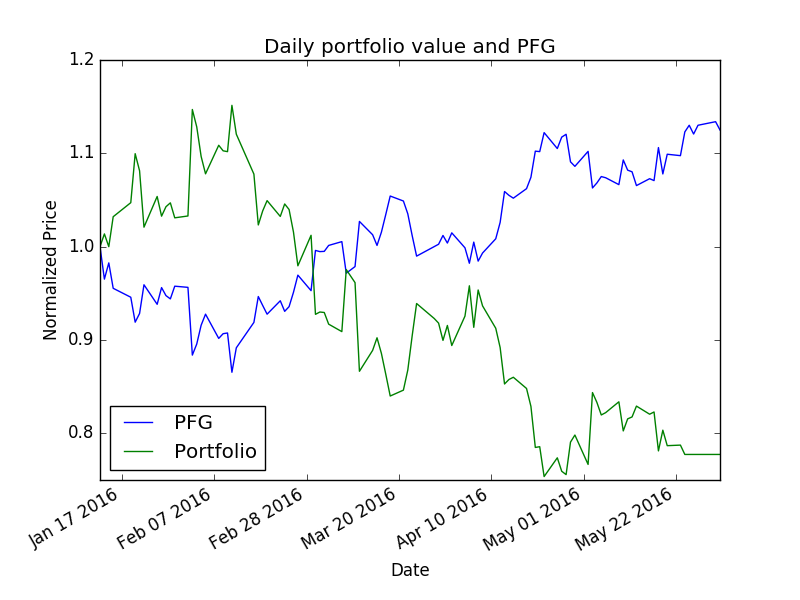 Daily portfolio value and PFG
1.2
1.1
1.0
0.9
0.8
Normalized Price
PFG
Portfolio
Jan 17 2016
Feb 07 2016
Feb 28 2016
Mar 20 2016
Apr 10 2016
May 01 2016
May 22 2016
Date